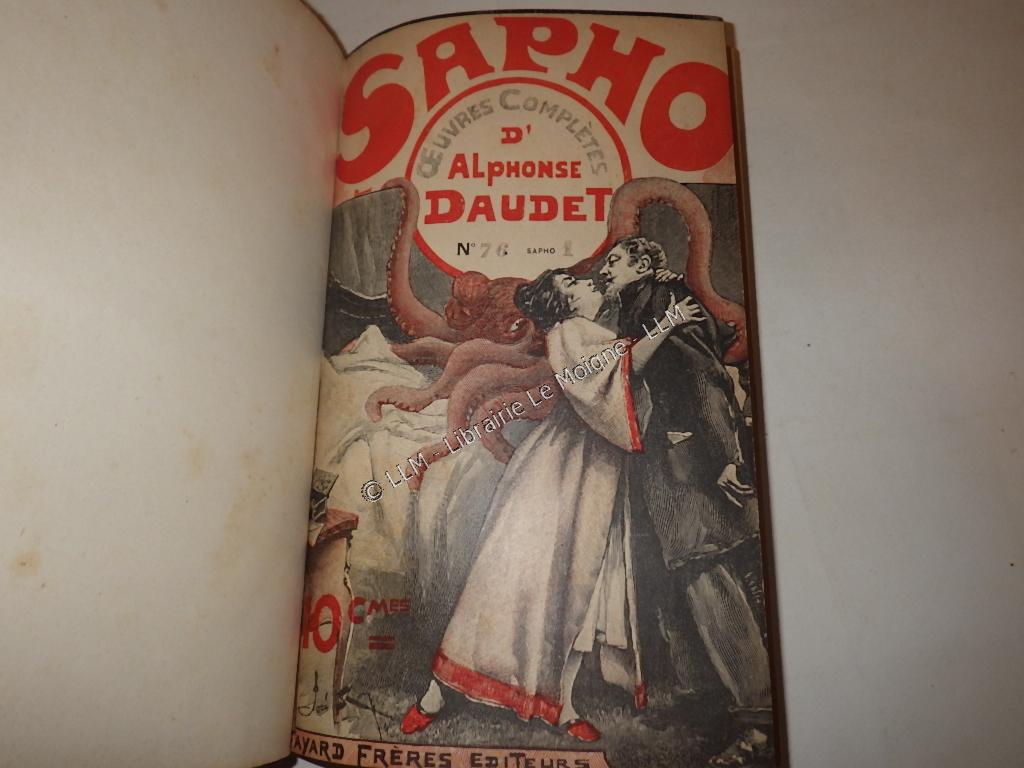 SAPHO
ŒUVRES COMPLÈTES
D'
ALPHONSE
DAUDET
N° 76 SAPHO 1
© LLM - Librairie Le Moigne - LLM
10 CMES
FAYARD FRÈRES EDITEURS